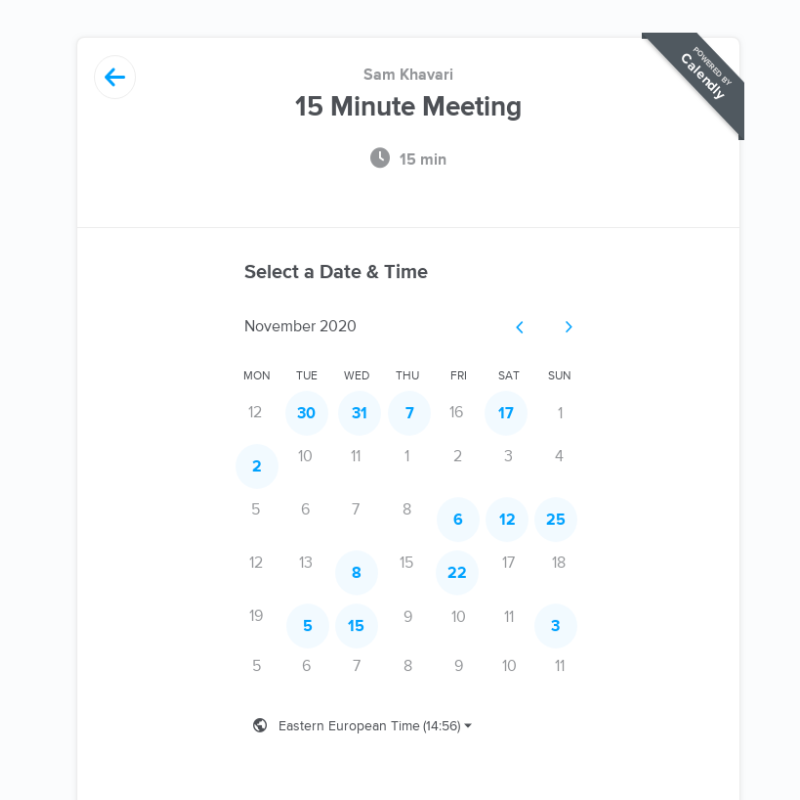 Sam Khavari
POWERED BY
Calendly
15 Minute Meeting
15 min
Select a Date & Time
November 2020
MON TUE WED THU FRI SAT SUN
12 30 31 7 16 17 1
2 10 11 1 2 3 4
5 6 7 8 6 12 25
12 13 8 15 22 17 18
19 5 15 9 10 11 3
5 6 7 8 9 10 11
Eastern European Time (14:56)